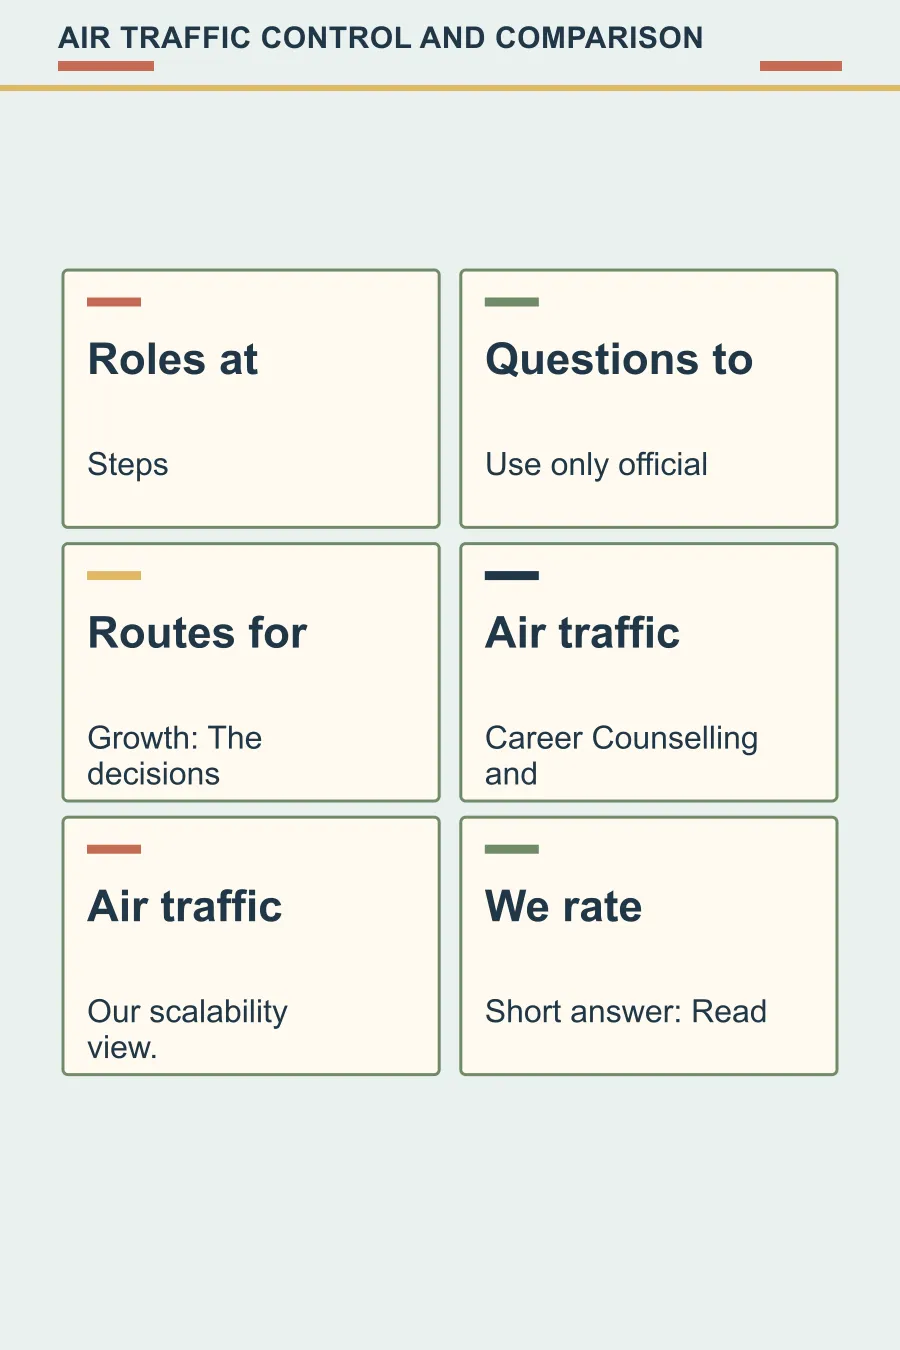 AIR TRAFFIC CONTROL AND COMPARISON
Roles at
Steps
Questions to
Use only official
Routes for
Growth: The
decisions
Air traffic
Career Counselling
and
Air traffic
Our scalability
view.
We rate
Short answer: Read